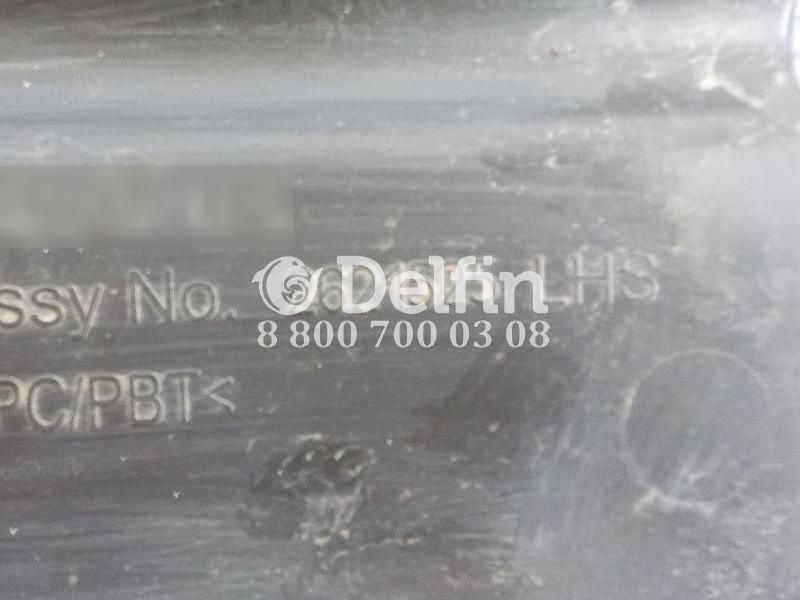 ssy No. LHS
Delfin
8 800 700 03 08
PC/PBT<